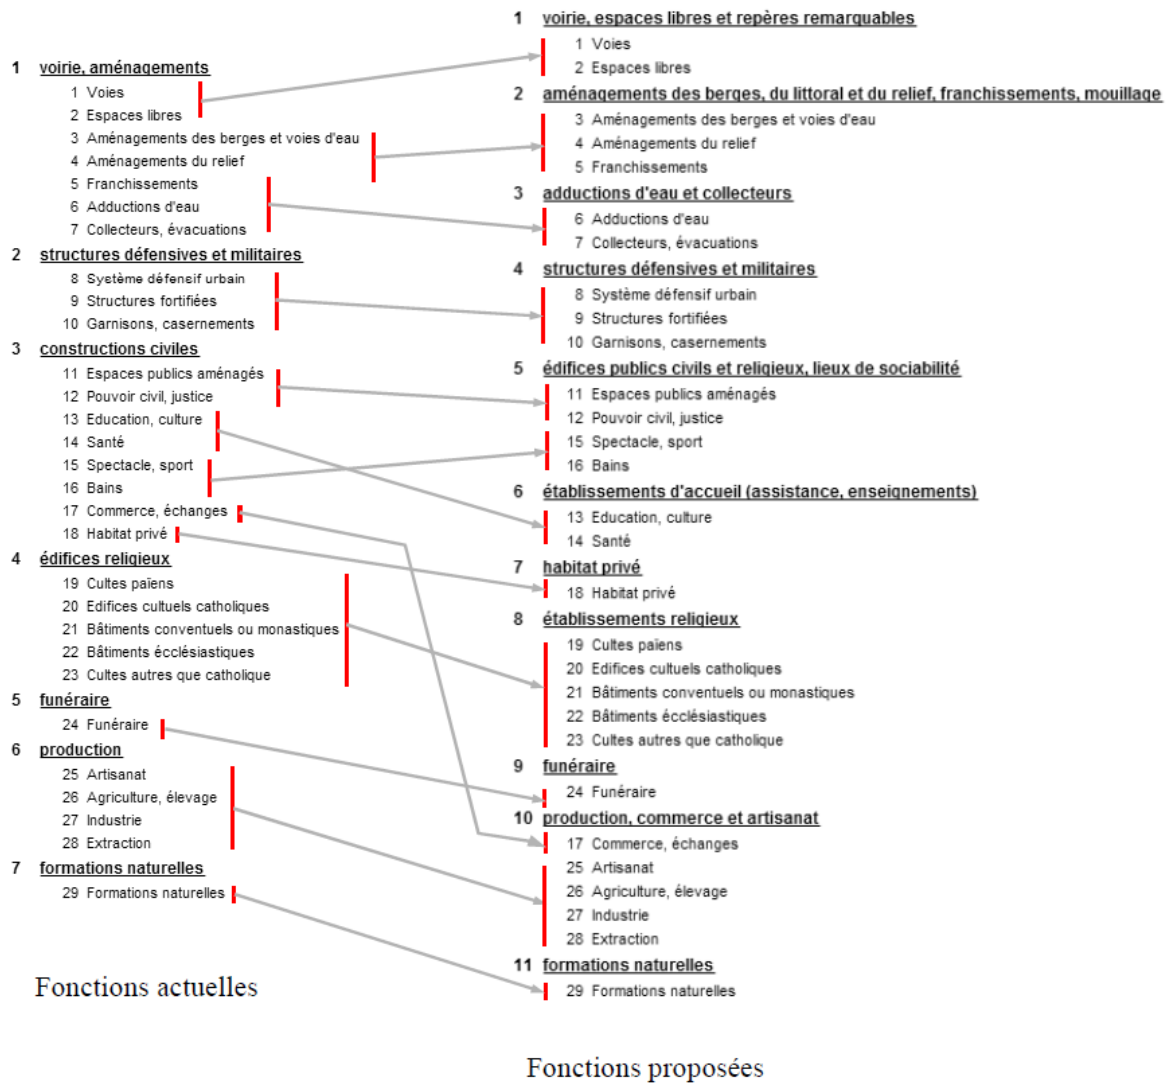 1 voirie, aménagements
1 Voies
2 Espaces libres
3 Aménagements des berges et voies d'eau
4 Aménagements du relief
5 Franchissements
6 Adductions d'eau
7 Collecteurs, évacuations
2 structures défensives et militaires
8 Système défensif urbain
9 Structures fortifiées
10 Garnisons, casernements
3 constructions civiles
11 Espaces publics aménagés
12 Pouvoir civil, justice
13 Education, culture
14 Santé
15 Spectacle, sport
16 Bains
17 Commerce, échanges
18 Habitat privé
4 édifices religieux
19 Cultes païens
20 Edifices cultuels catholiques
21 Bâtiments conventuels ou monastiques
22 Bâtiments écclésiastiques
23 Cultes autres que catholique
5 funéraire
24 Funéraire
6 production
25 Artisanat
26 Agriculture, élevage
27 Industrie
28 Extraction
7 formations naturelles
29 Formations naturelles
Fonctions actuelles
1 voirie, espaces libres et repères remarquables
1 Voies
2 Espaces libres
2 aménagements des berges, du littoral et du relief, franchissements, mouillage
3 Aménagements des berges et voies d'eau
4 Aménagements du relief
5 Franchissements
3 adductions d'eau et collecteurs
6 Adductions d'eau
7 Collecteurs, évacuations
4 structures défensives et militaires
8 Système défensif urbain
9 Structures fortifiées
10 Garnisons, casernements
5 édifices publics civils et religieux, lieux de sociabilité
11 Espaces publics aménagés
12 Pouvoir civil, justice
15 Spectacle, sport
16 Bains
6 établissements d'accueil (assistance, enseignements)
13 Education, culture
14 Santé
7 habitat privé
18 Habitat privé
8 établissements religieux
19 Cultes païens
20 Edifices cultuels catholiques
21 Bâtiments conventuels ou monastiques
22 Bâtiments écclésiastiques
23 Cultes autres que catholique
9 funéraire
24 Funéraire
10 production, commerce et artisanat
17 Commerce, échanges
25 Artisanat
26 Agriculture, élevage
27 Industrie
28 Extraction
11 formations naturelles
29 Formations naturelles
Fonctions proposées